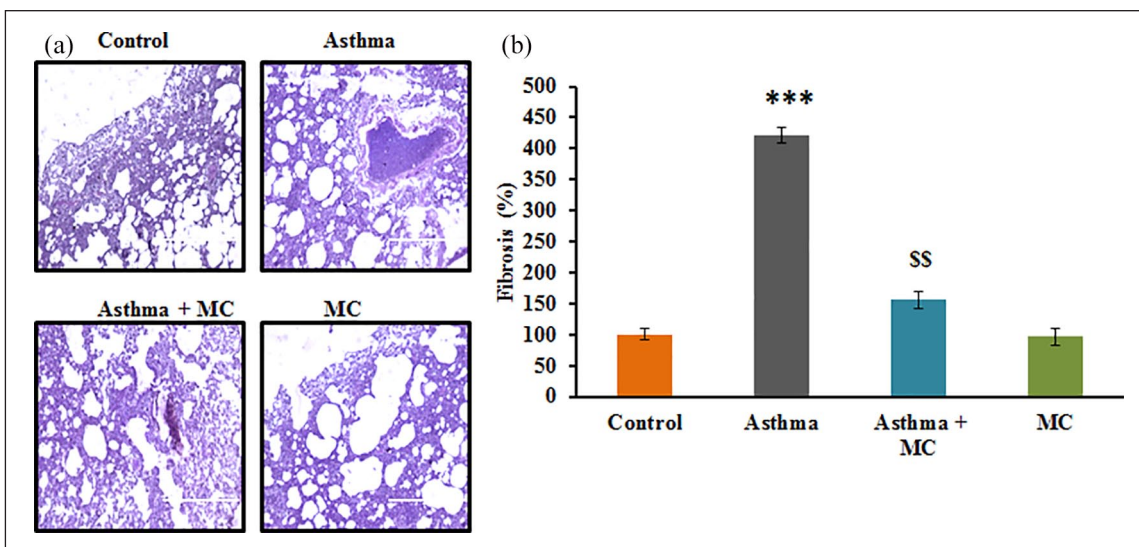 (a)
Control
Asthma
Asthma + MC
MC
(b)
Fibrosis (%)
500
450
400
350
300
250
200
150
100
50
0
***
$$
Control
Asthma
Asthma +
MC
MC